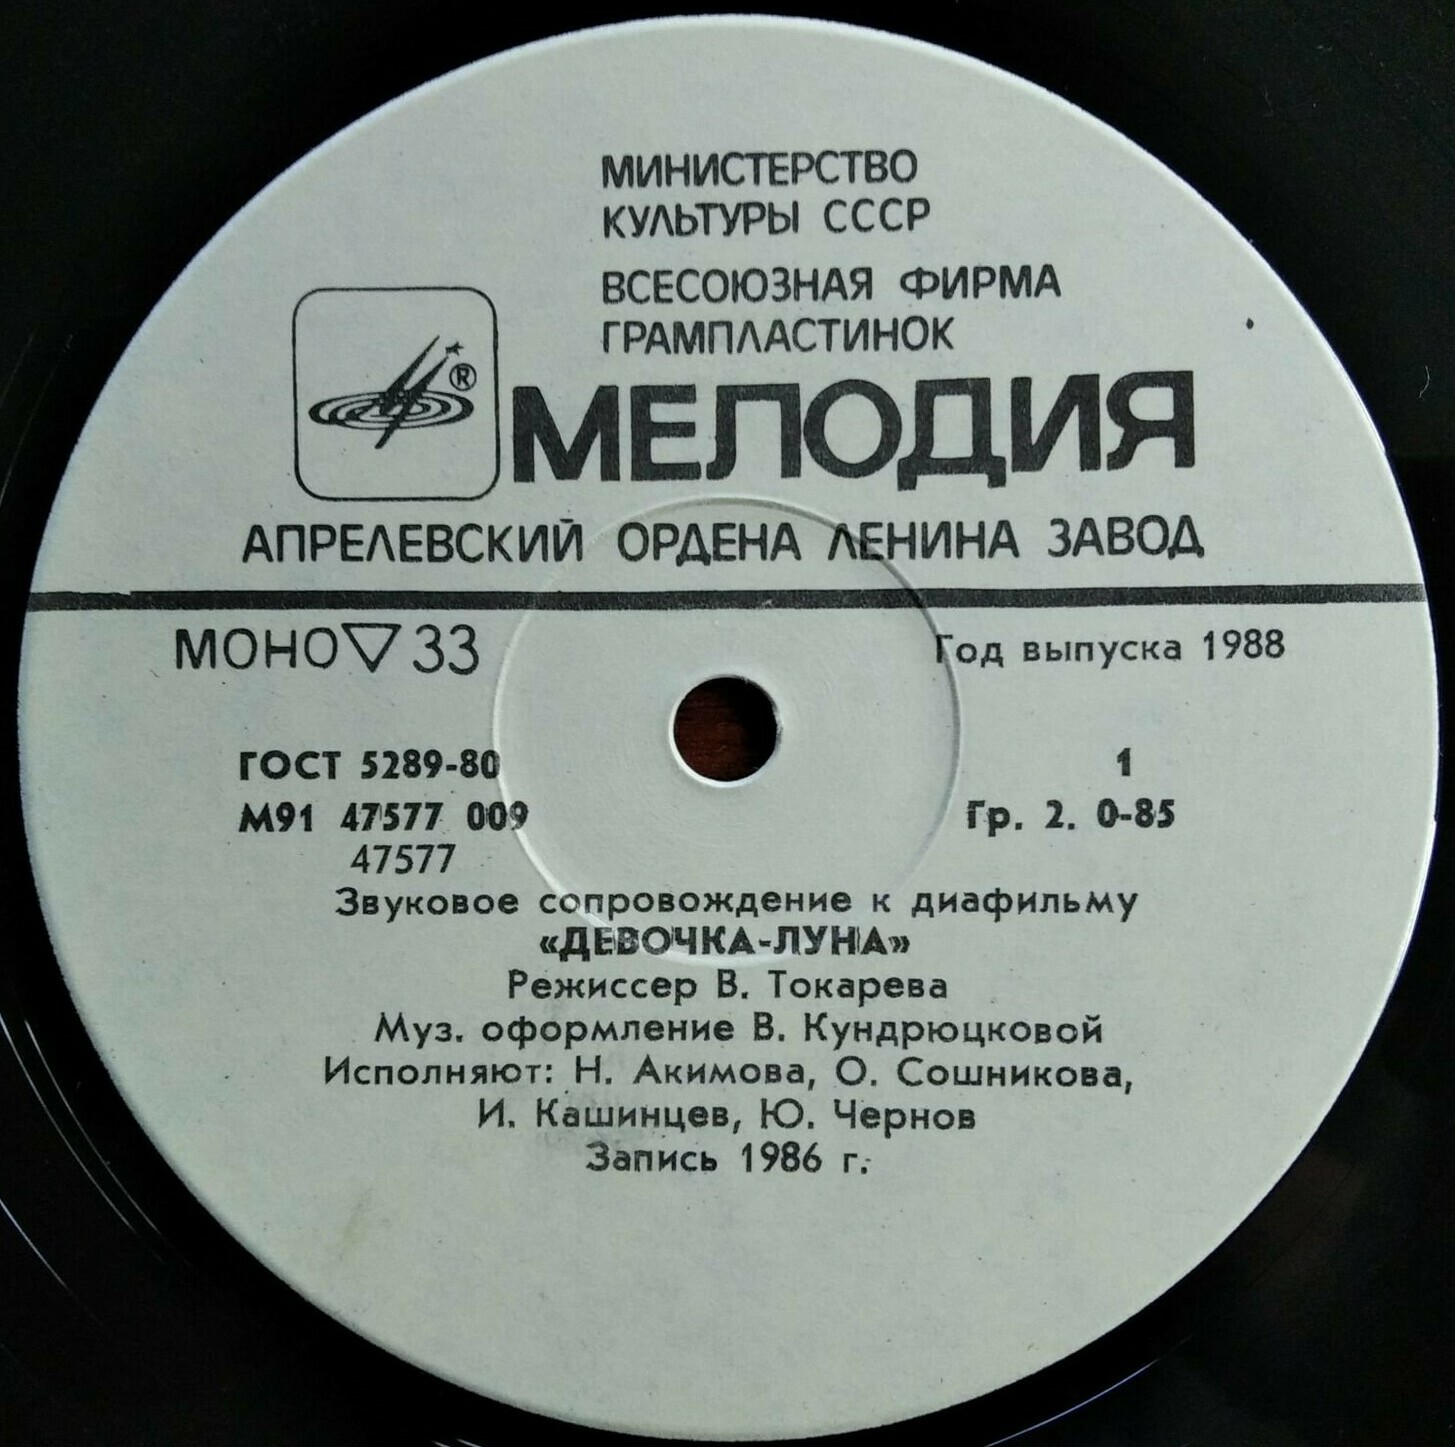 МИНИСТЕРСТВО
КУЛЬТУРЫ СССР
ВСЕСОЮЗНАЯ ФИРМА
ГРАМПЛАСТИНОК
®
МЕЛОДИЯ
АПРЕЛЕВСКИЙ ОРДЕНА ЛЕНИНА ЗАВОД
МОНО▽33
Год выпуска 1988
ГОСТ 5289-80
1
М91 47577 009
Гр. 2. 0-85
47577
Звуковое сопровождение к диафильму
«ДЕВОЧКА-ЛУНА»
Режиссер В. Токарева
Муз. оформление В. Кундрюцковой
Исполняют: Н. Акимова, О. Сошникова,
И. Кашинцев, Ю. Чернов
Запись 1986 г.